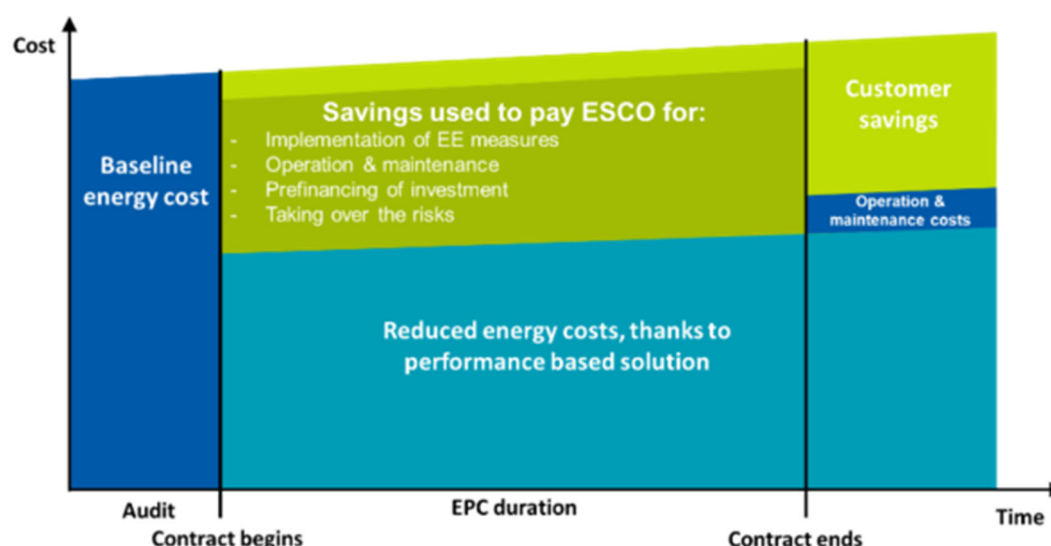 Cost
Baseline
energy cost
Savings used to pay ESCO for:
- Implementation of EE measures
- Operation & maintenance
- Prefinancing of investment
- Taking over the risks
Customer
savings
Operation &
maintenance costs
Reduced energy costs, thanks to
performance based solution
Audit
EPC duration
Time
Contract begins
Contract ends